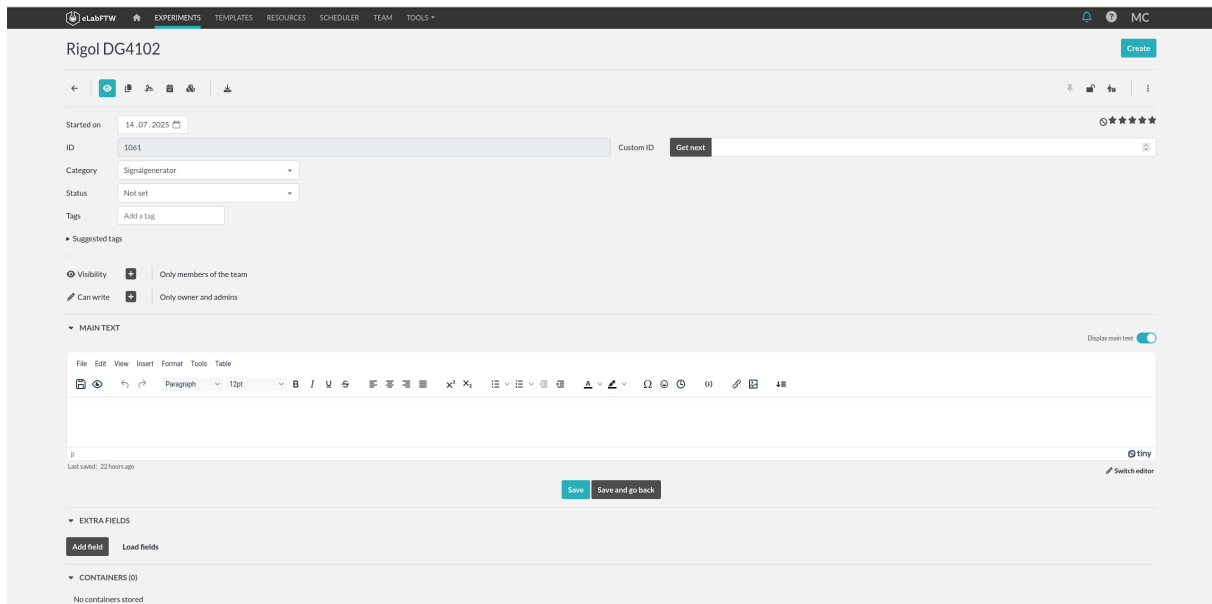 eLabFTW EXPERIMENTS TEMPLATES RESOURCES SCHEDULER TEAM TOOLS MC
Rigol DG4102 Create
Started on 14.07.2025
ID 1061 Custom ID Get next
Category Signalgenerator
Status Not set
Tags Add a tag
Suggested tags
Visibility + Only members of the team
Can write + Only owner and admins
MAIN TEXT
Display main text
File Edit View Insert Format Tools Table
Paragraph 12pt B I U S X² X₂ A Ω
p tiny
Last saved: 22 hours ago Switch editor
Save Save and go back
EXTRA FIELDS
Add field Load fields
CONTAINERS (0)
No containers stored